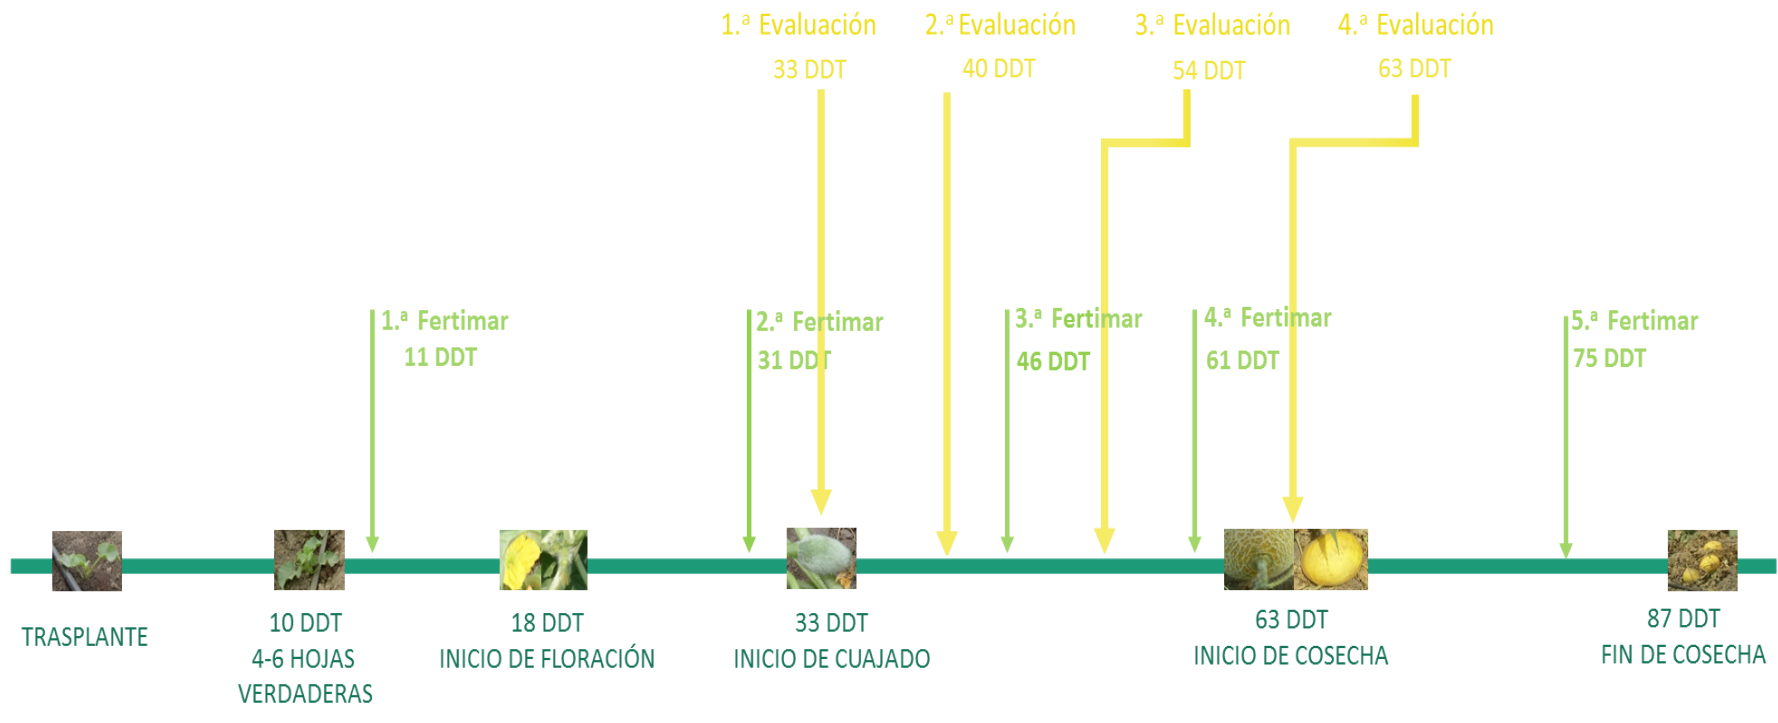 1.ª Evaluación
33 DDT
2.ª Evaluación
40 DDT
3.ª Evaluación
54 DDT
4.ª Evaluación
63 DDT
1.ª Fertimar
11 DDT
2.ª Fertimar
31 DDT
3.ª Fertimar
46 DDT
4.ª Fertimar
61 DDT
5.ª Fertimar
75 DDT
TRASPLANTE
10 DDT
4-6 HOJAS
VERDADERAS
18 DDT
INICIO DE FLORACIÓN
33 DDT
INICIO DE CUAJADO
63 DDT
INICIO DE COSECHA
87 DDT
FIN DE COSECHA